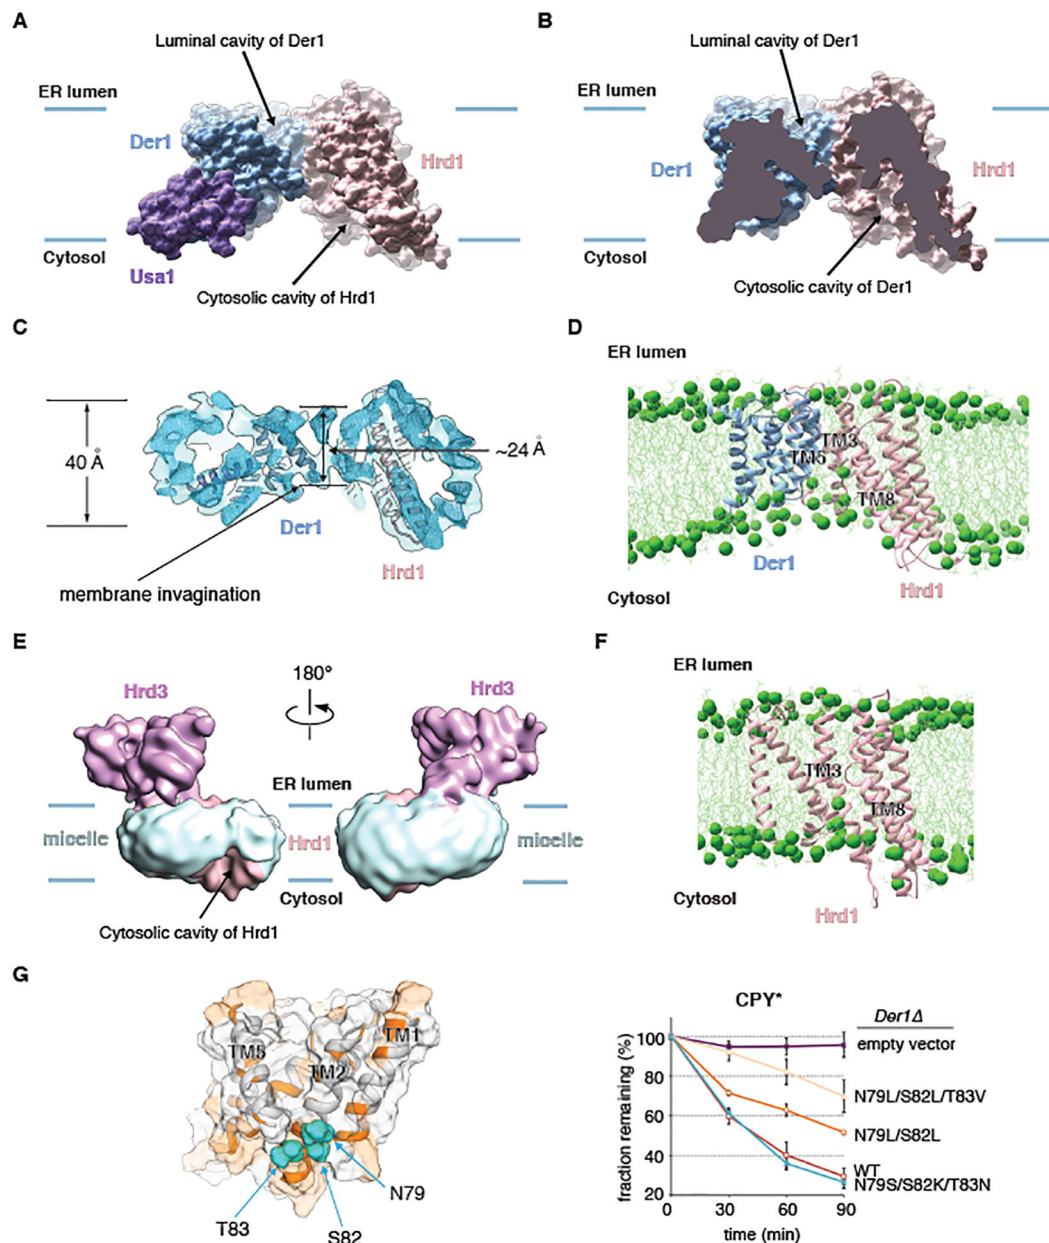 A
Luminal cavity of Der1
ER lumen
Der1
Hrd1
Cytosol
Usa1
Cytosolic cavity of Hrd1
B
Luminal cavity of Der1
ER lumen
Der1
Hrd1
Cytosol
Cytosolic cavity of Der1
C
40 Å
~24 Å
Der1
Hrd1
membrane invagination
D
ER lumen
TM3
TM5
TM8
Der1
Hrd1
Cytosol
E
180°
Hrd3
Hrd3
ER lumen
micelle
Hrd1
micelle
Cytosol
Cytosolic cavity of Hrd1
F
ER lumen
TM3
TM8
Cytosol
Hrd1
G
TM5
TM2
TM1
N79
T83
S82
CPY*
Der1Δ
fraction remaining (%)
100
80
60
40
20
empty vector
N79L/S82L/T83V
N79L/S82L
WT
N79S/S82K/T83N
0
30
60
90
time (min)